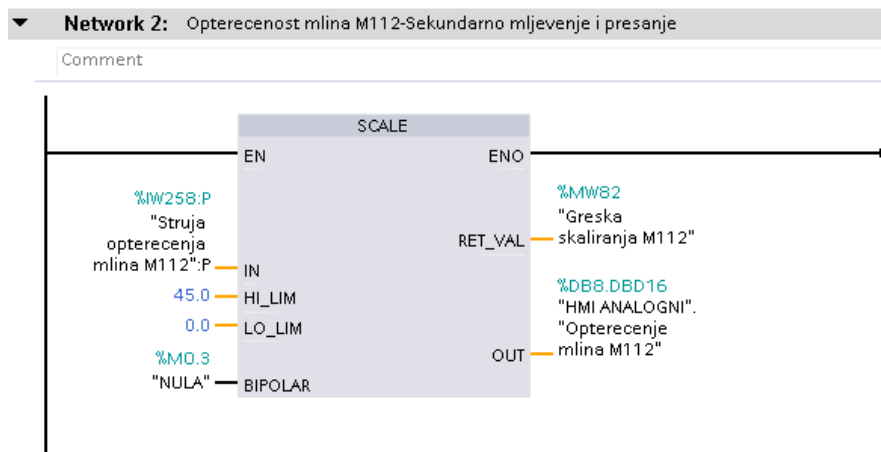 Network 2: Opterecenost mlina M112-Sekundarno mljevenje i presanje
Comment
SCALE
EN
ENO
%IW258:P
"Struja
opterecenja
mlina M112":P
IN
45.0
HI_LIM
0.0
LO_LIM
%M0.3
"NULA"
BIPOLAR
%MW82
"Greska
skaliranja M112"
RET_VAL
%DB8.DBD16
"HMI ANALOGNI".
"Opterecenje
mlina M112"
OUT